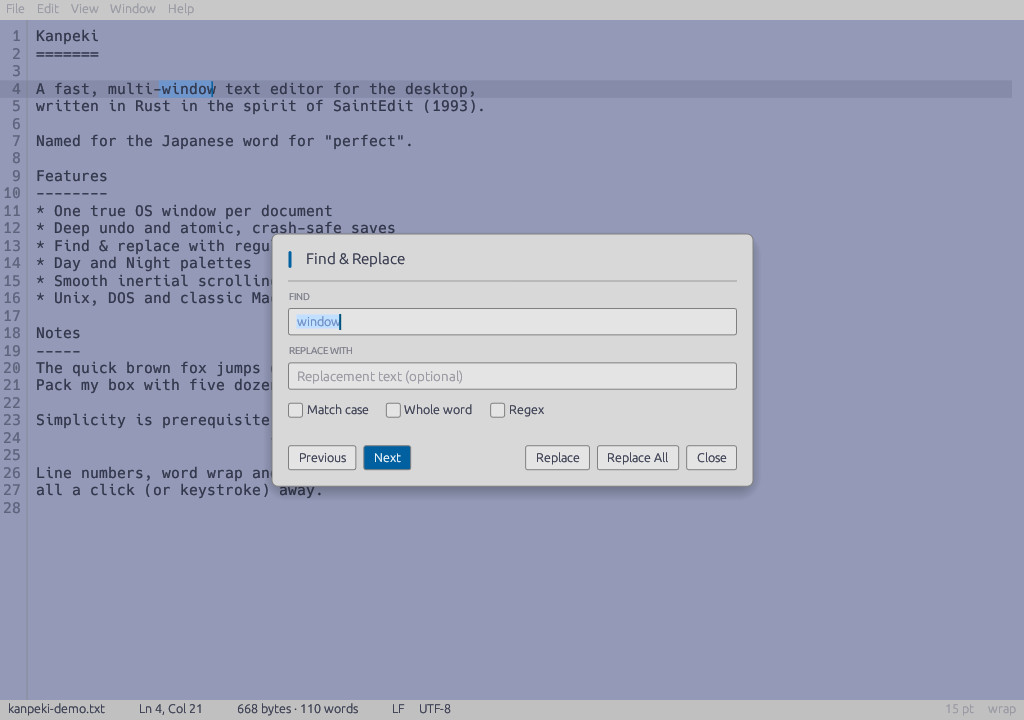 File Edit View Window Help
1 Kanpeki
2 =======
3
4 A fast, multi-window text editor for the desktop,
5 written in Rust in the spirit of SaintEdit (1993).
6
7 Named for the Japanese word for "perfect".
8
9 Features
10 --------
11 * One true OS window per document
12 * Deep undo and atomic, crash-safe saves
13 * Find & replace with regu
14 * Day and Night palettes
15 * Smooth inertial scrolling
16 * Unix, DOS and classic Ma
17
18 Notes
19 -----
20 The quick brown fox jumps
21 Pack my box with five dozen
22
23 Simplicity is prerequisite
24
25
26 Line numbers, word wrap and
27 all a click (or keystroke) away.
28
Find & Replace
FIND
window
REPLACE WITH
Replacement text (optional)
Match case Whole word Regex
Previous Next Replace Replace All Close
kanpeki-demo.txt Ln 4, Col 21 668 bytes · 110 words LF UTF-8 15 pt wrap